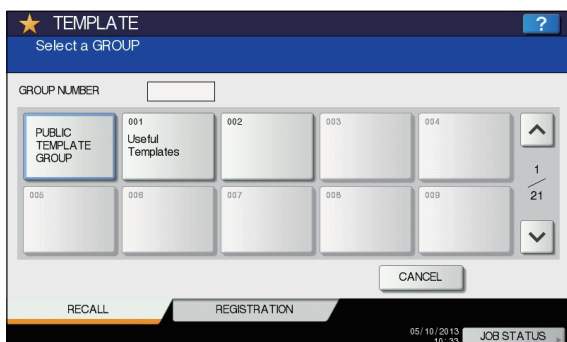 TEMPLATE
?
Select a GROUP
GROUP NUMBER
PUBLIC
TEMPLATE
GROUP
001
Useful
Templates
002
003
004
1
21
005
006
007
008
009
CANCEL
RECALL
REGISTRATION
05/10/2013
10:33
JOB STATUS